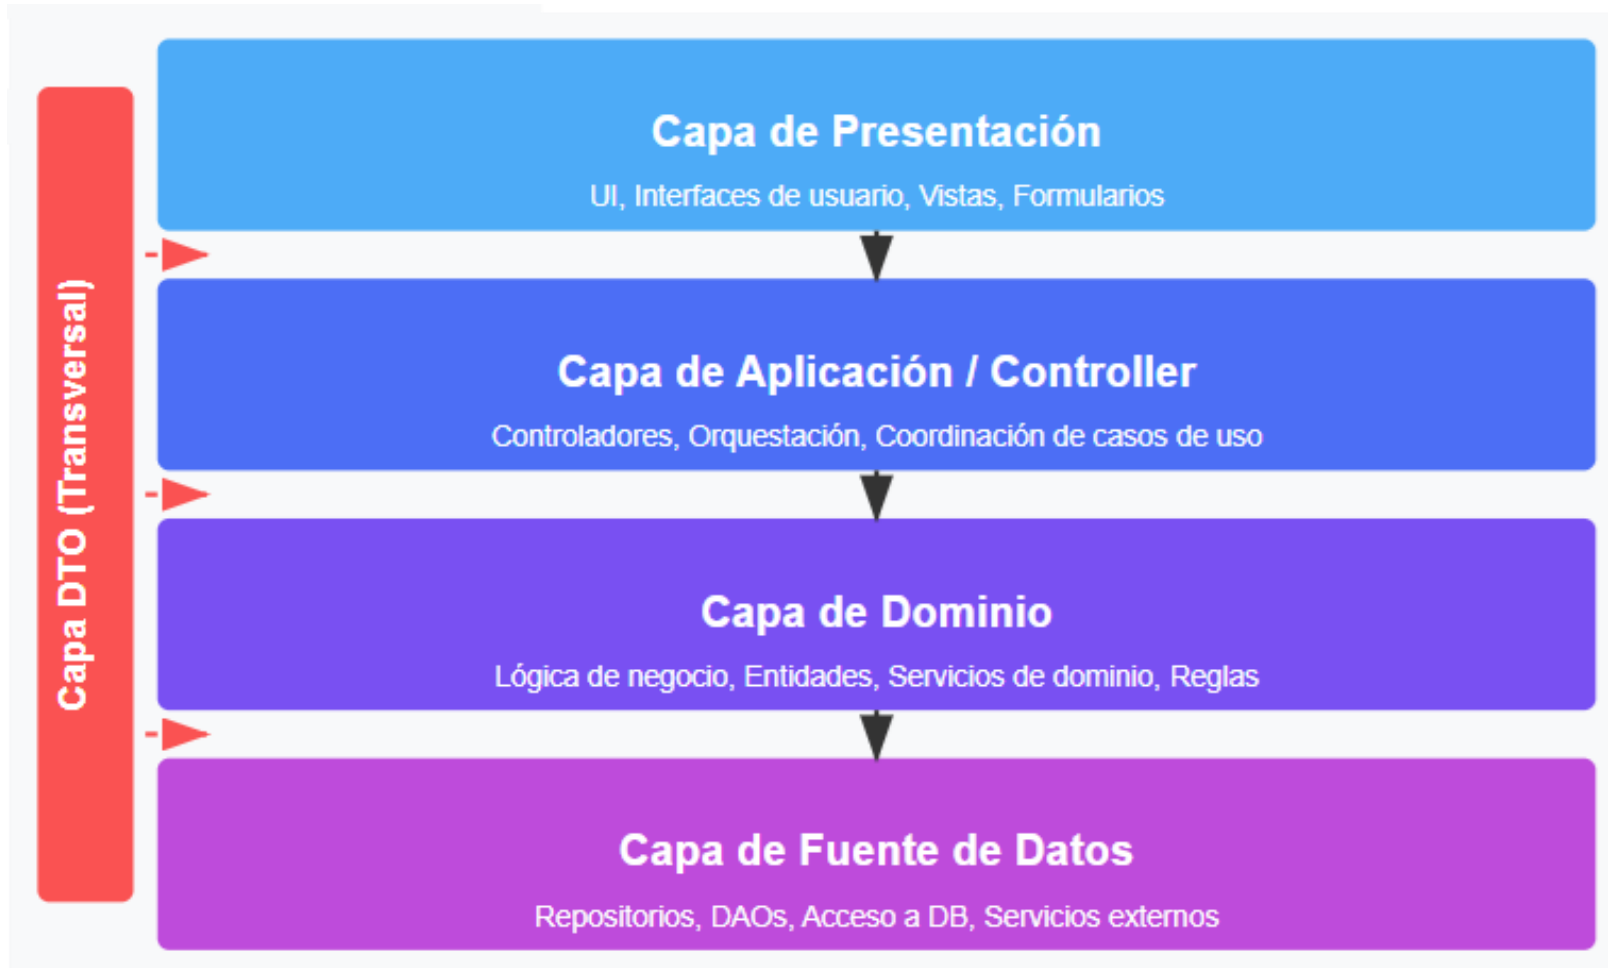 Capa DTO (Transversal)
Capa de Presentación
UI, Interfaces de usuario, Vistas, Formularios
Capa de Aplicación / Controller
Controladores, Orquestación, Coordinación de casos de uso
Capa de Dominio
Lógica de negocio, Entidades, Servicios de dominio, Reglas
Capa de Fuente de Datos
Repositorios, DAOs, Acceso a DB, Servicios externos